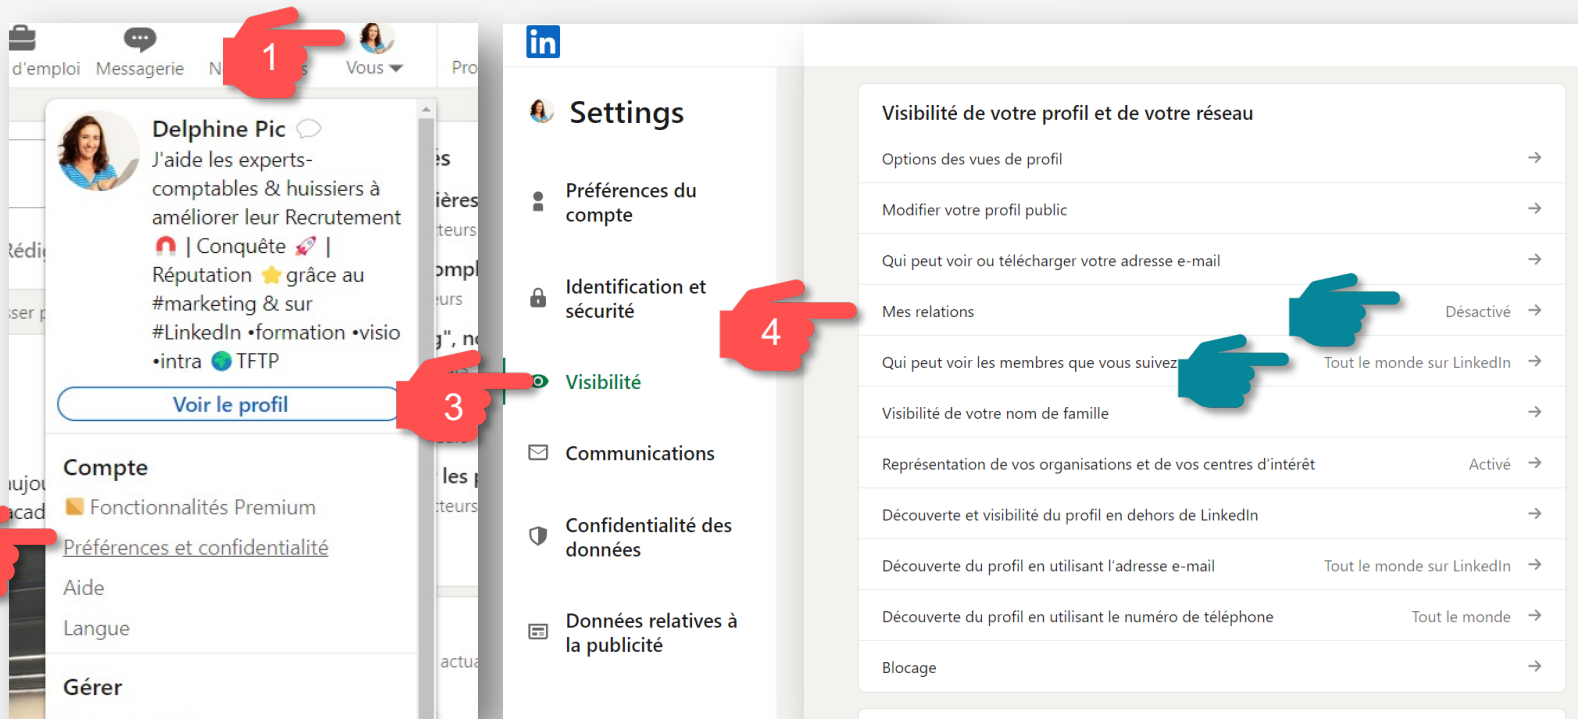 1
d'emploi
Messagerie
Vous
Delphine Pic
J'aide les experts-
comptables & huissiers à
améliorer leur Recrutement
🧲 | Conquête 🚀 |
Réputation ⭐ grâce au
#marketing & sur
#LinkedIn •formation •visio
•intra 🌍 TFTP
Voir le profil
Compte
Fonctionnalités Premium
Préférences et confidentialité
Aide
Langue
Gérer
in
Settings
Préférences du
compte
Identification et
sécurité
3
Visibilité
Communications
Confidentialité des
données
Données relatives à
la publicité
Visibilité de votre profil et de votre réseau
Options des vues de profil
Modifier votre profil public
Qui peut voir ou télécharger votre adresse e-mail
4
Mes relations
Désactivé
Qui peut voir les membres que vous suivez
Tout le monde sur LinkedIn
Visibilité de votre nom de famille
Représentation de vos organisations et de vos centres d'intérêt
Activé
Découverte et visibilité du profil en dehors de LinkedIn
Découverte du profil en utilisant l'adresse e-mail
Tout le monde sur LinkedIn
Découverte du profil en utilisant le numéro de téléphone
Tout le monde
Blocage